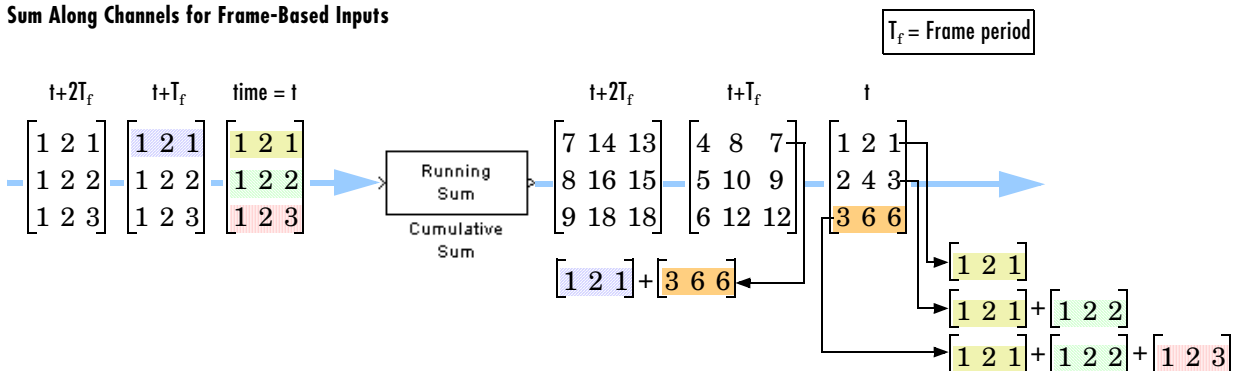 Sum Along Channels for Frame-Based Inputs
Tf = Frame period
t+2Tf t+Tf time = t t+2Tf t+Tf t
1 2 1 1 2 1 1 2 1 7 14 13 4 8 7 1 2 1
1 2 2 1 2 2 1 2 2 Running Sum 8 16 15 5 10 9 2 4 3
1 2 3 1 2 3 1 2 3 9 18 18 6 12 12 3 6 6
Cumulative
Sum
[1 2 1] + [3 6 6]
[1 2 1]
[1 2 1] + [1 2 2]
[1 2 1] + [1 2 2] + [1 2 3]